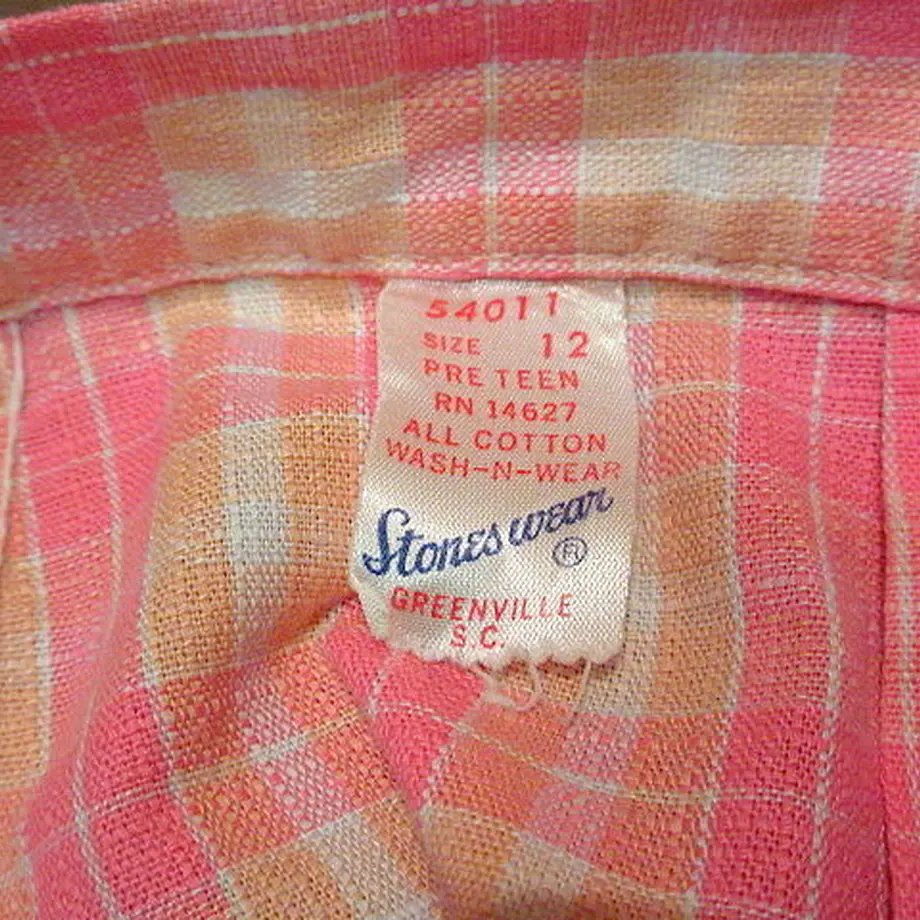 54011
SIZE 12
PRE TEEN
RN 14627
ALL COTTON
WASH-N-WEAR
Stoneswear ®
GREENVILLE
S.C.